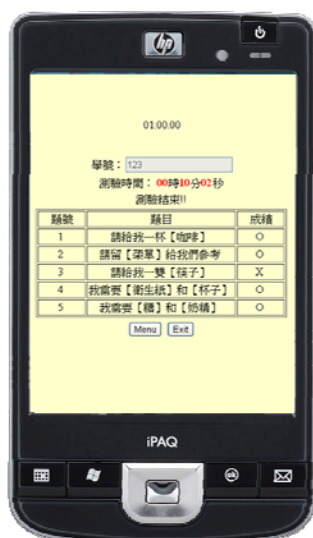 hp
01.00.00
學號：123
測驗時間：00時10分02秒
測驗結束!!
題號 題目 成績
1 請給我一杯【咖啡】 O
2 請留【菜單】給我們參考 O
3 請給我一雙【筷子】 X
4 我需要【衛生紙】和【杯子】 O
5 我需要【糖】和【奶精】 O
Menu Exit
iPAQ
ok